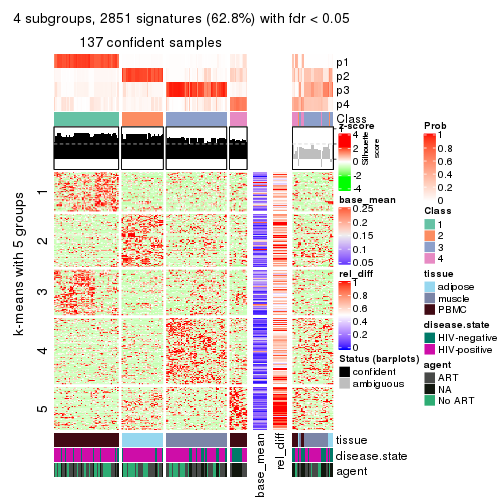 4 subgroups, 2851 signatures (62.8%) with fdr < 0.05
137 confident samples
p1
p2
p3
p4
Class
1
0.5
0
Silhouette
score
k-means with 5 groups
1
2
3
4
5
base_mean
rel_diff
tissue
disease.state
agent
z-score
4
2
0
-2
-4
base_mean
0.25
0.2
0.15
0.1
0.05
rel_diff
1
0.8
0.6
0.4
0.2
0
Status (barplots)
confident
ambiguous
Prob
1
0.8
0.6
0.4
0.2
0
Class
1
2
3
4
tissue
adipose
muscle
PBMC
disease.state
HIV-negative
HIV-positive
agent
ART
NA
No ART